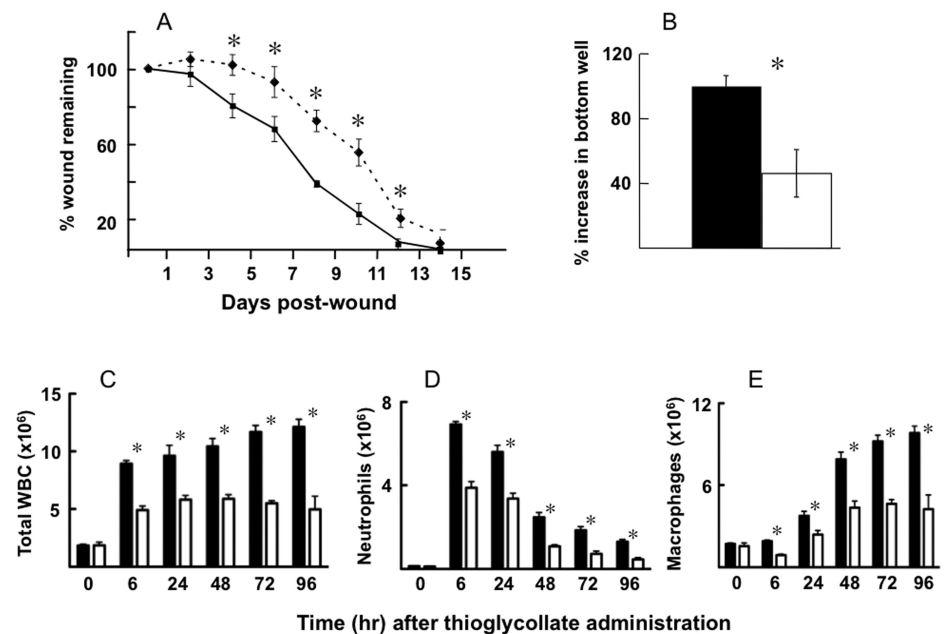 A
% wound remaining
100
60
20
*
*
*
*
*
1 3 5 7 9 11 13 15
Days post-wound
B
% increase in bottom well
120
80
40
*
C
Total WBC (x10⁶)
15
10
5
* * * * *
0 6 24 48 72 96
D
Neutrophils (x10⁶)
8
4
* * * * *
0 6 24 48 72 96
E
Macrophages (x10⁶)
12
6
* * * * *
0 6 24 48 72 96
Time (hr) after thioglycollate administration